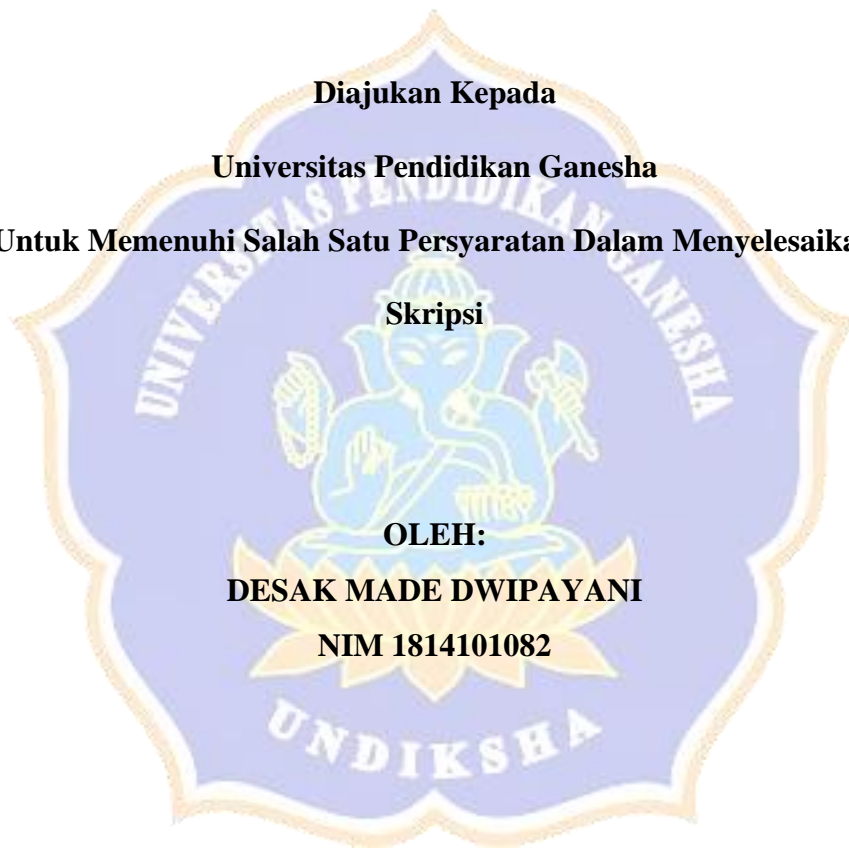 Diajukan Kepada
Universitas Pendidikan Ganesha
UNIVERSITAS PENDIDIKAN GANESHA
Untuk Memenuhi Salah Satu Persyaratan Dalam Menyelesaika
Skripsi
OLEH:
DESAK MADE DWIPAYANI
NIM 1814101082
UNDIKSHA